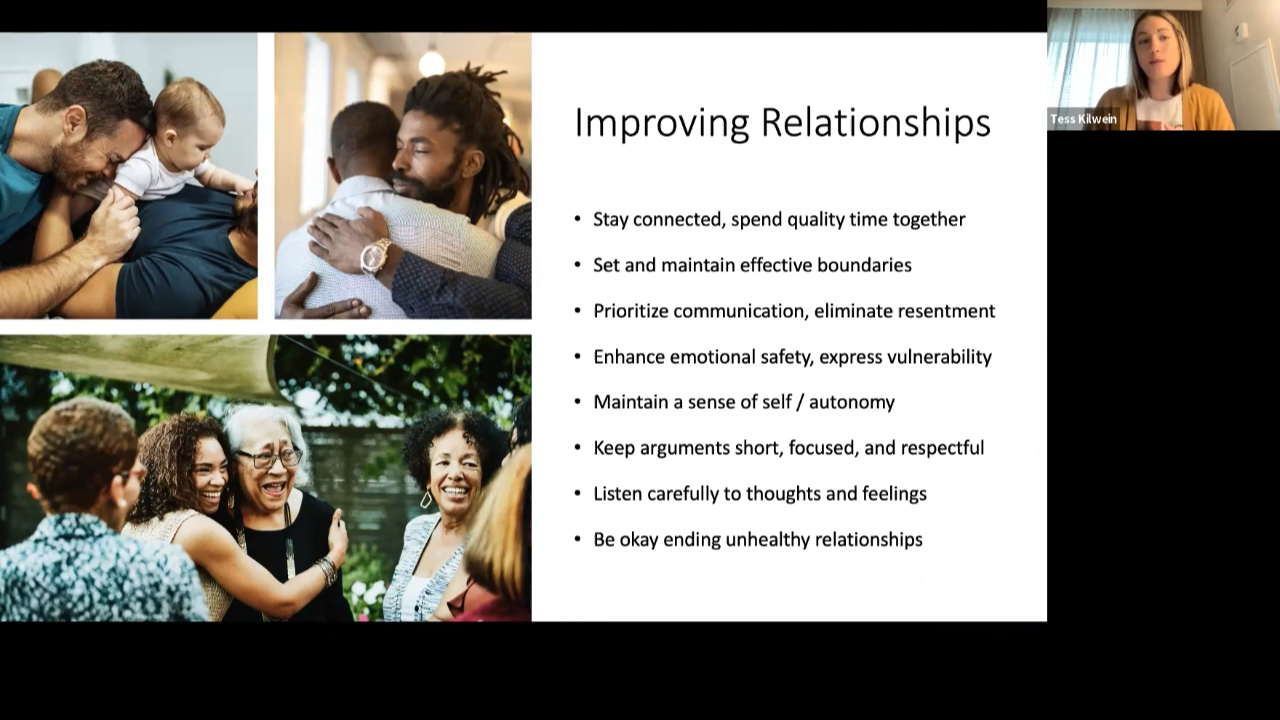 Improving Relationships
• Stay connected, spend quality time together
• Set and maintain effective boundaries
• Prioritize communication, eliminate resentment
• Enhance emotional safety, express vulnerability
• Maintain a sense of self / autonomy
• Keep arguments short, focused, and respectful
• Listen carefully to thoughts and feelings
• Be okay ending unhealthy relationships
Tess Kilwein